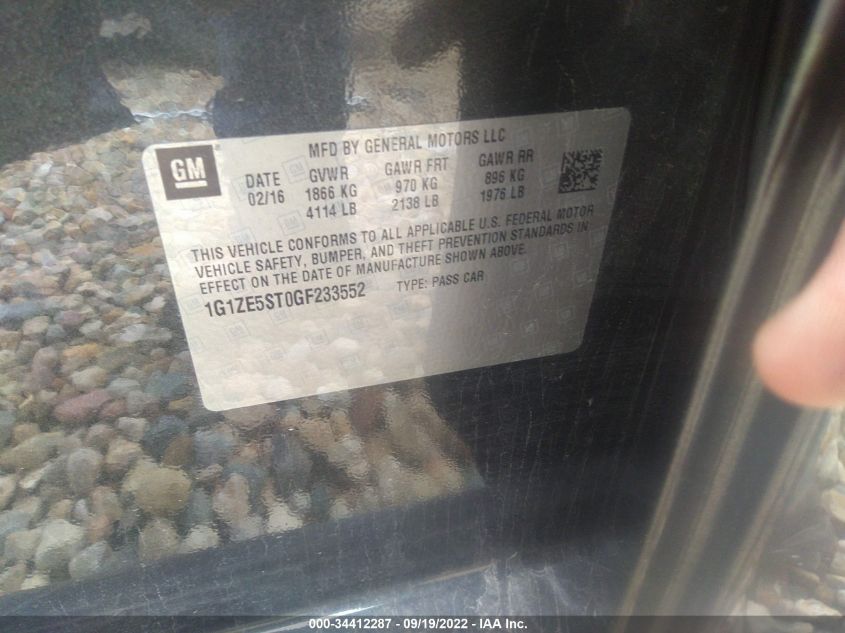 GM
MFD BY GENERAL MOTORS LLC
DATE GVWR GAWR FRT GAWR RR
02/16 1866 KG 970 KG 896 KG
4114 LB 2138 LB 1976 LB
THIS VEHICLE CONFORMS TO ALL APPLICABLE U.S. FEDERAL MOTOR
VEHICLE SAFETY, BUMPER, AND THEFT PREVENTION STANDARDS IN
EFFECT ON THE DATE OF MANUFACTURE SHOWN ABOVE.
1G1ZE5ST0GF233552 TYPE: PASS CAR
000-34412287 - 09/19/2022 - IAA Inc.